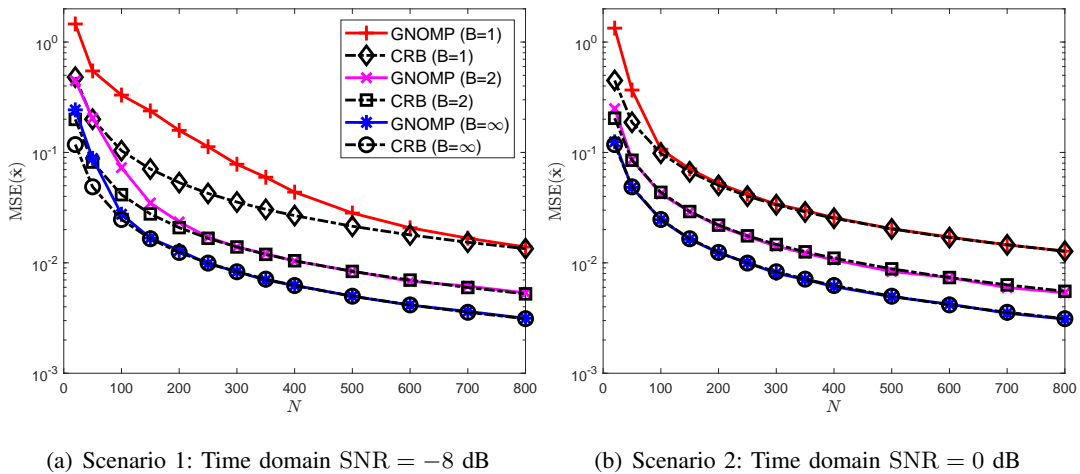 10^0
10^-1
10^-2
10^-3
MSE(x̂)
0 100 200 300 400 500 600 700 800
N
GNOMP (B=1)
CRB (B=1)
GNOMP (B=2)
CRB (B=2)
GNOMP (B=∞)
CRB (B=∞)
(a) Scenario 1: Time domain SNR = −8 dB
10^0
10^-1
10^-2
10^-3
MSE(x̂)
0 100 200 300 400 500 600 700 800
N
(b) Scenario 2: Time domain SNR = 0 dB